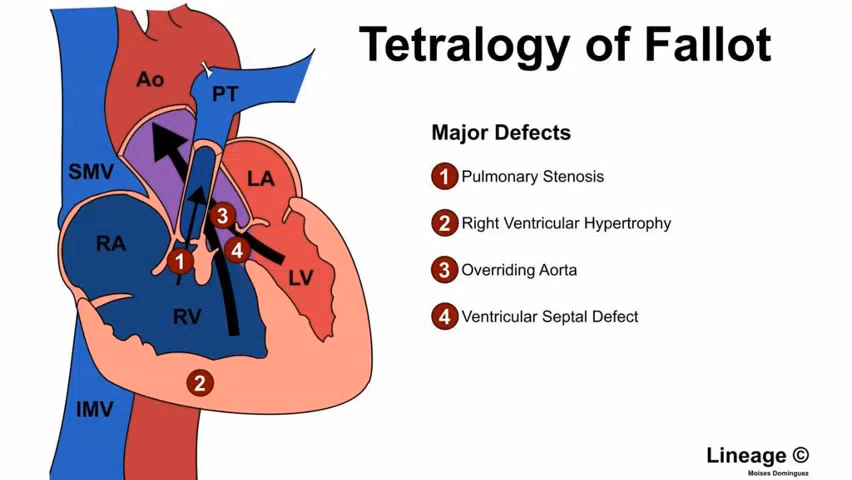 Tetralogy of Fallot
Ao
PT
SMV
LA
RA
3
4
1
LV
RV
2
IMV
Major Defects
1 Pulmonary Stenosis
2 Right Ventricular Hypertrophy
3 Overriding Aorta
4 Ventricular Septal Defect
Lineage ©
Moises Dominguez